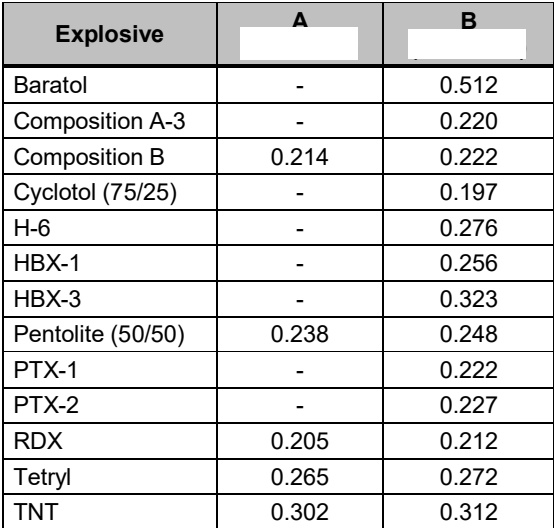 Explosive A B
Baratol - 0.512
Composition A-3 - 0.220
Composition B 0.214 0.222
Cyclotol (75/25) - 0.197
H-6 - 0.276
HBX-1 - 0.256
HBX-3 - 0.323
Pentolite (50/50) 0.238 0.248
PTX-1 - 0.222
PTX-2 - 0.227
RDX 0.205 0.212
Tetryl 0.265 0.272
TNT 0.302 0.312